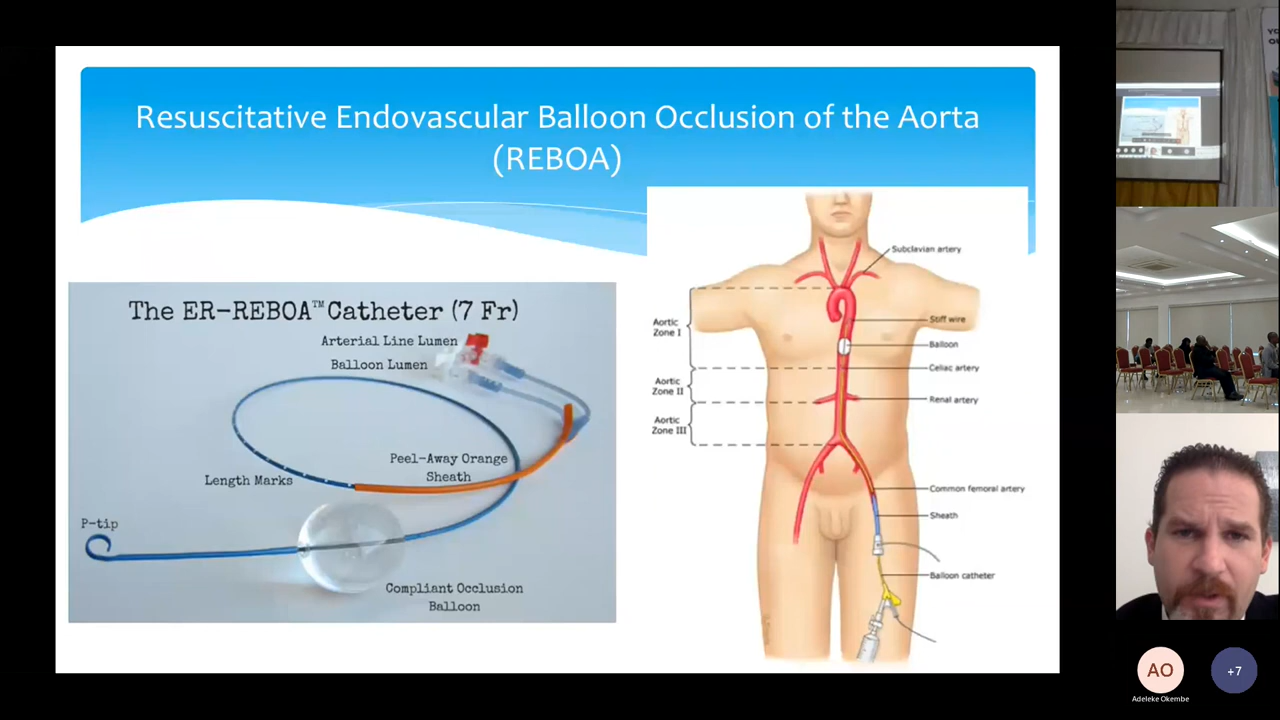 Resuscitative Endovascular Balloon Occlusion of the Aorta
(REBOA)
The ER-REBOA™ Catheter (7 Fr)
Arterial Line Lumen
Balloon Lumen
Peel-Away Orange
Sheath
Length Marks
P-tip
Compliant Occlusion
Balloon
Subclavian artery
Aortic
Zone I
Stiff wire
Balloon
Celiac artery
Aortic
Zone II
Renal artery
Aortic
Zone III
Common femoral artery
Sheath
Balloon catheter
AO
Adeleke Okembe
+7